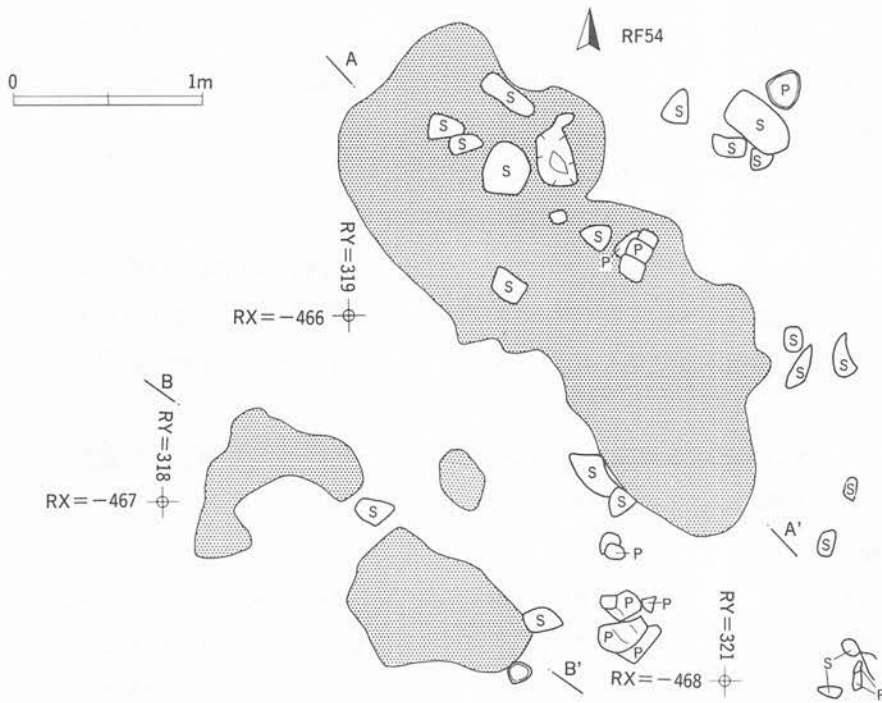 RF54
A
0 1m
P
S
S
S
S
S
S
S
S
S
P
P
RY=319
S
RX=-466
S
S
S
B
RY=318
RX=-467
S
S
S
S
A'
S
P
P
P
S
P
P
RY=321
B'
RX=-468
S
P